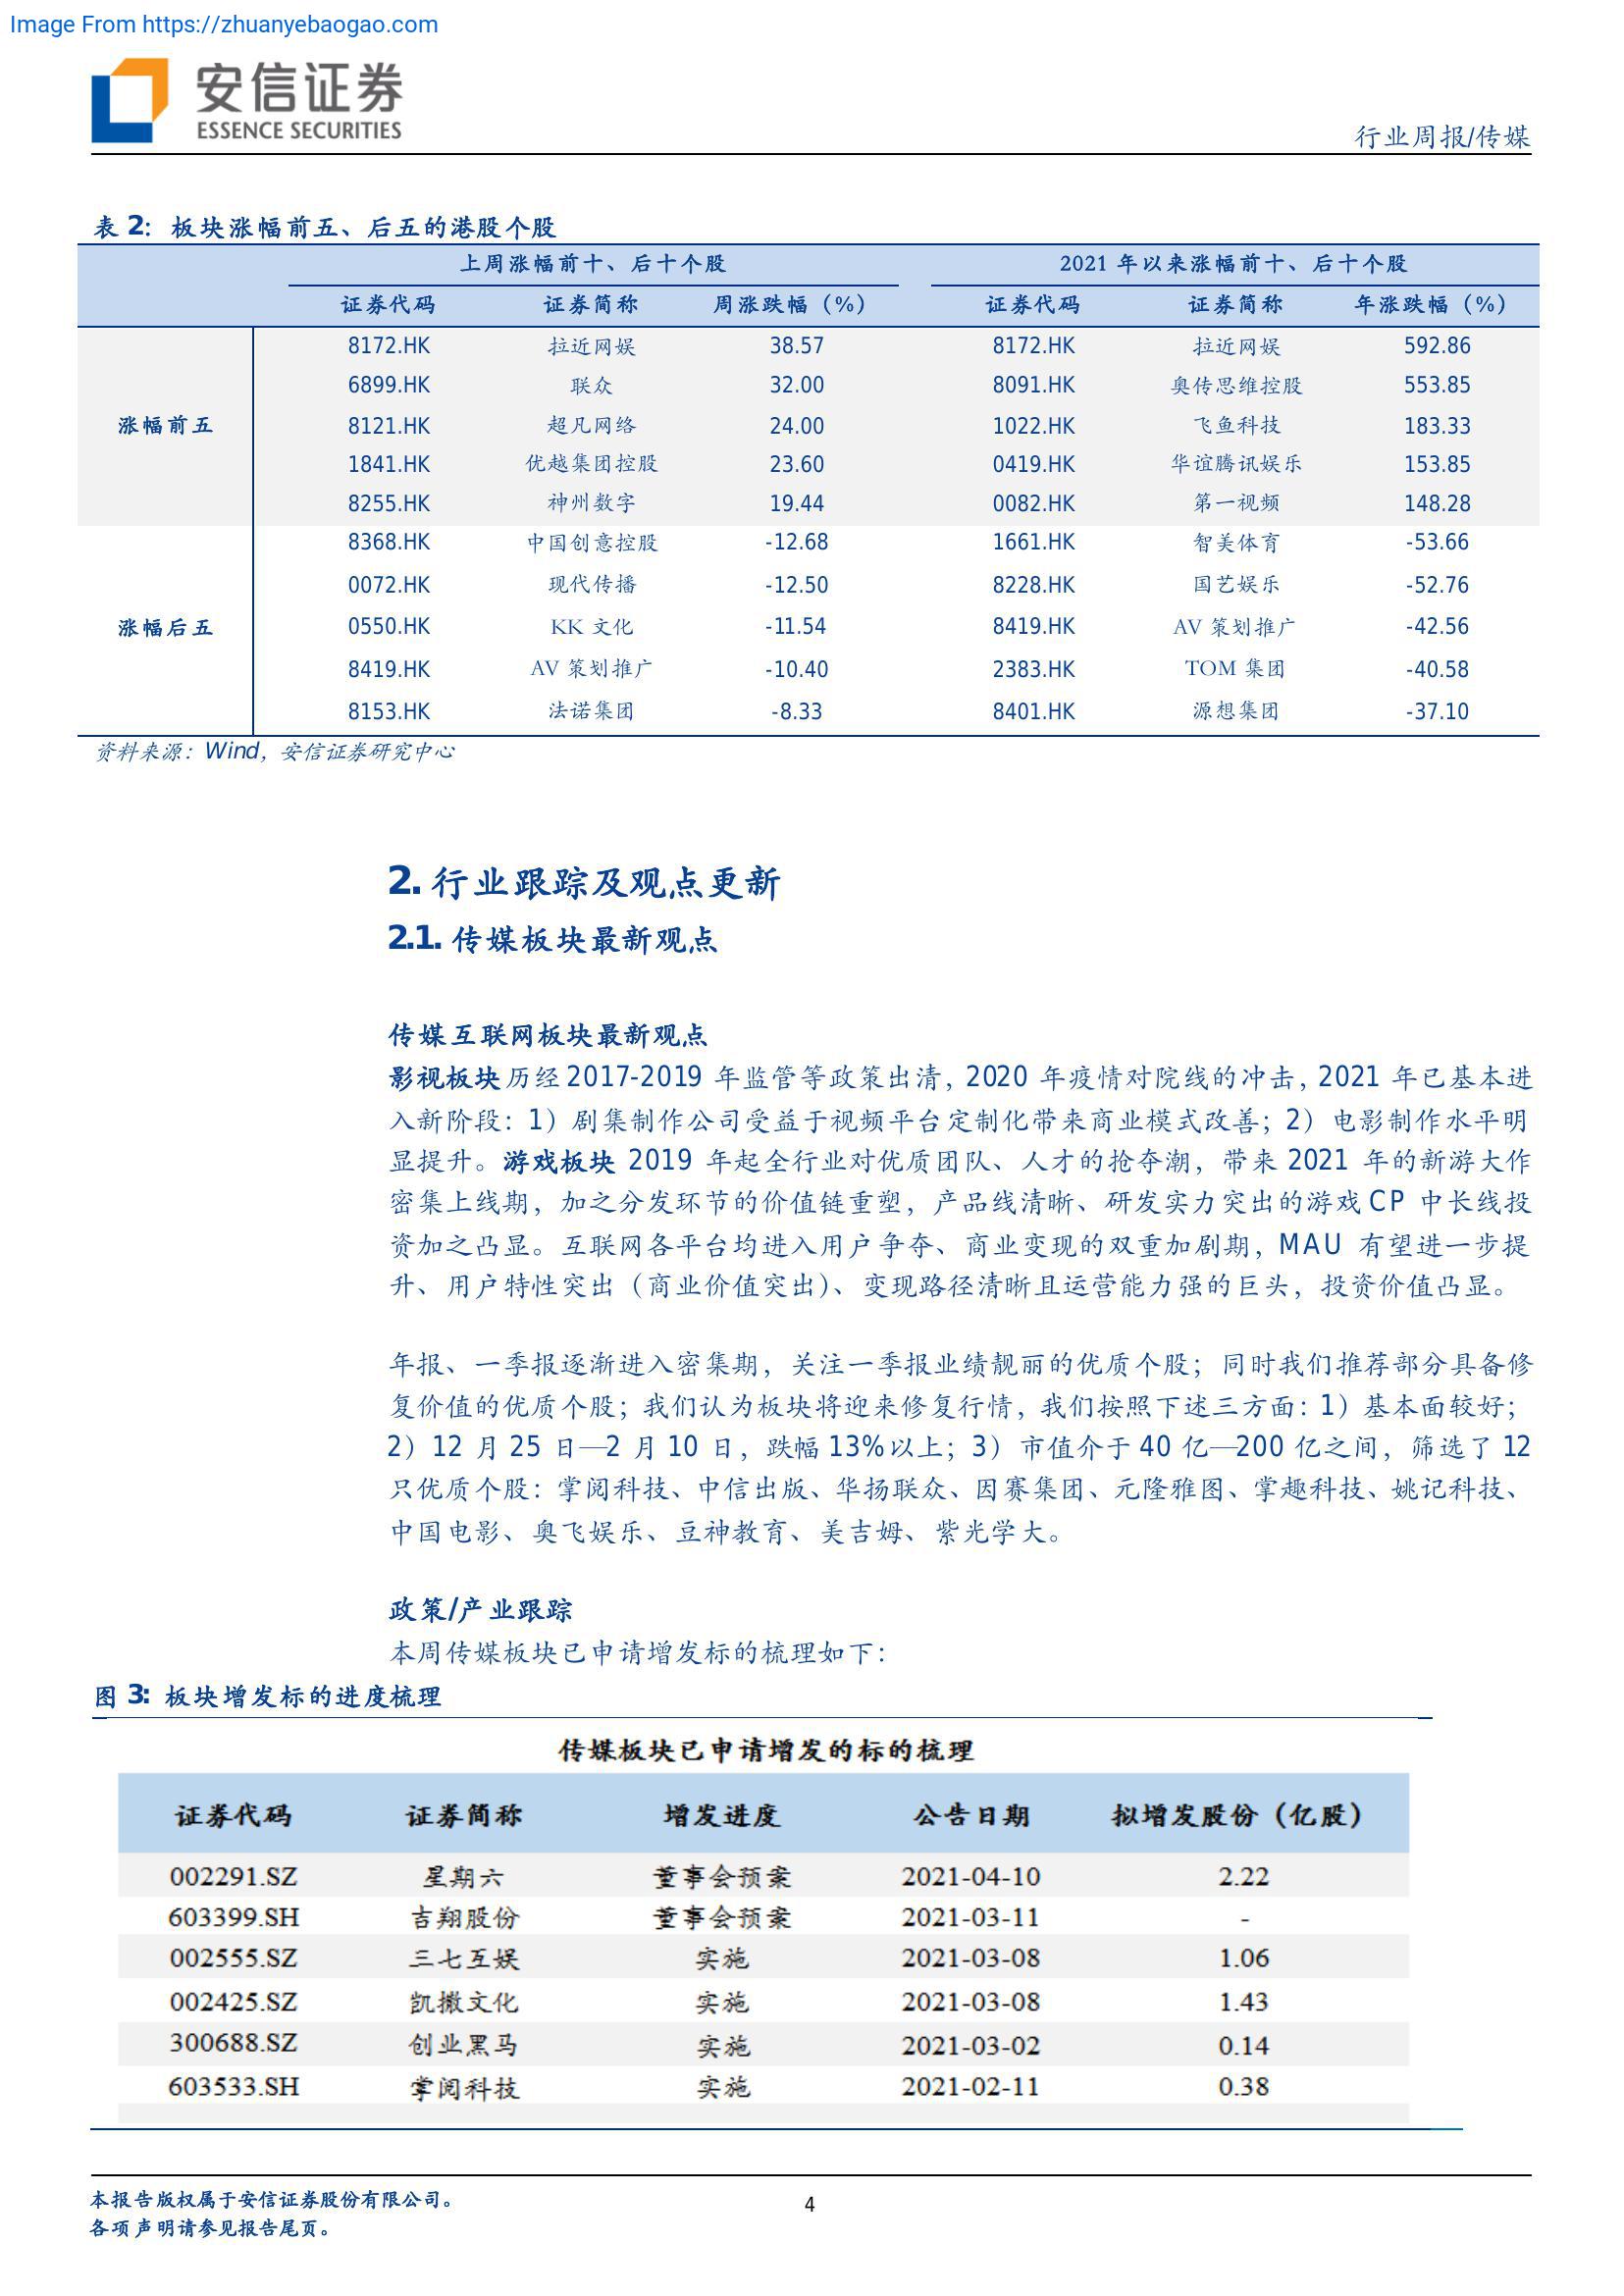 Image From https://zhuanyebaogao.com
安信证券
ESSENCE SECURITIES
行业周报/传媒
表 2：板块涨幅前五、后五的港股个股
上周涨幅前十、后十个股 2021 年以来涨幅前十、后十个股
证券代码 证券简称 周涨跌幅（%） 证券代码 证券简称 年涨跌幅（%）
8172.HK 拉近网娱 38.57 8172.HK 拉近网娱 592.86
6899.HK 联众 32.00 8091.HK 奥传思维控股 553.85
涨幅前五 8121.HK 超凡网络 24.00 1022.HK 飞鱼科技 183.33
1841.HK 优越集团控股 23.60 0419.HK 华谊腾讯娱乐 153.85
8255.HK 神州数字 19.44 0082.HK 第一视频 148.28
8368.HK 中国创意控股 -12.68 1661.HK 智美体育 -53.66
0072.HK 现代传播 -12.50 8228.HK 国艺娱乐 -52.76
涨幅后五 0550.HK KK 文化 -11.54 8419.HK AV 策划推广 -42.56
8419.HK AV 策划推广 -10.40 2383.HK TOM 集团 -40.58
8153.HK 法诺集团 -8.33 8401.HK 源想集团 -37.10
资料来源：Wind，安信证券研究中心
2. 行业跟踪及观点更新
2.1. 传媒板块最新观点
传媒互联网板块最新观点
影视板块历经 2017-2019 年监管等政策出清，2020 年疫情对院线的冲击，2021 年已基本进
入新阶段：1）剧集制作公司受益于视频平台定制化带来商业模式改善；2）电影制作水平明
显提升。游戏板块 2019 年起全行业对优质团队、人才的抢夺潮，带来 2021 年的新游大作
密集上线期，加之分发环节的价值链重塑，产品线清晰、研发实力突出的游戏 CP 中长线投
资加之凸显。互联网各平台均进入用户争夺、商业变现的双重加剧期，MAU 有望进一步提
升、用户特性突出（商业价值突出）、变现路径清晰且运营能力强的巨头，投资价值凸显。
年报、一季报逐渐进入密集期，关注一季报业绩靓丽的优质个股；同时我们推荐部分具备修
复价值的优质个股；我们认为板块将迎来修复行情，我们按照下述三方面：1）基本面较好；
2）12 月 25 日—2 月 10 日，跌幅 13%以上；3）市值介于 40 亿—200 亿之间，筛选了 12
只优质个股：掌阅科技、中信出版、华扬联众、因赛集团、元隆雅图、掌趣科技、姚记科技、
中国电影、奥飞娱乐、豆神教育、美吉姆、紫光学大。
政策/产业跟踪
本周传媒板块已申请增发标的梳理如下：
图 3：板块增发标的进度梳理
传媒板块已申请增发的标的梳理
证券代码 证券简称 增发进度 公告日期 拟增发股份（亿股）
002291.SZ 星期六 董事会预案 2021-04-10 2.22
603399.SH 吉翔股份 董事会预案 2021-03-11 -
002555.SZ 三七互娱 实施 2021-03-08 1.06
002425.SZ 凯撒文化 实施 2021-03-08 1.43
300688.SZ 创业黑马 实施 2021-03-02 0.14
603533.SH 掌阅科技 实施 2021-02-11 0.38
本报告版权属于安信证券股份有限公司。
4
各项声明请参见报告尾页。